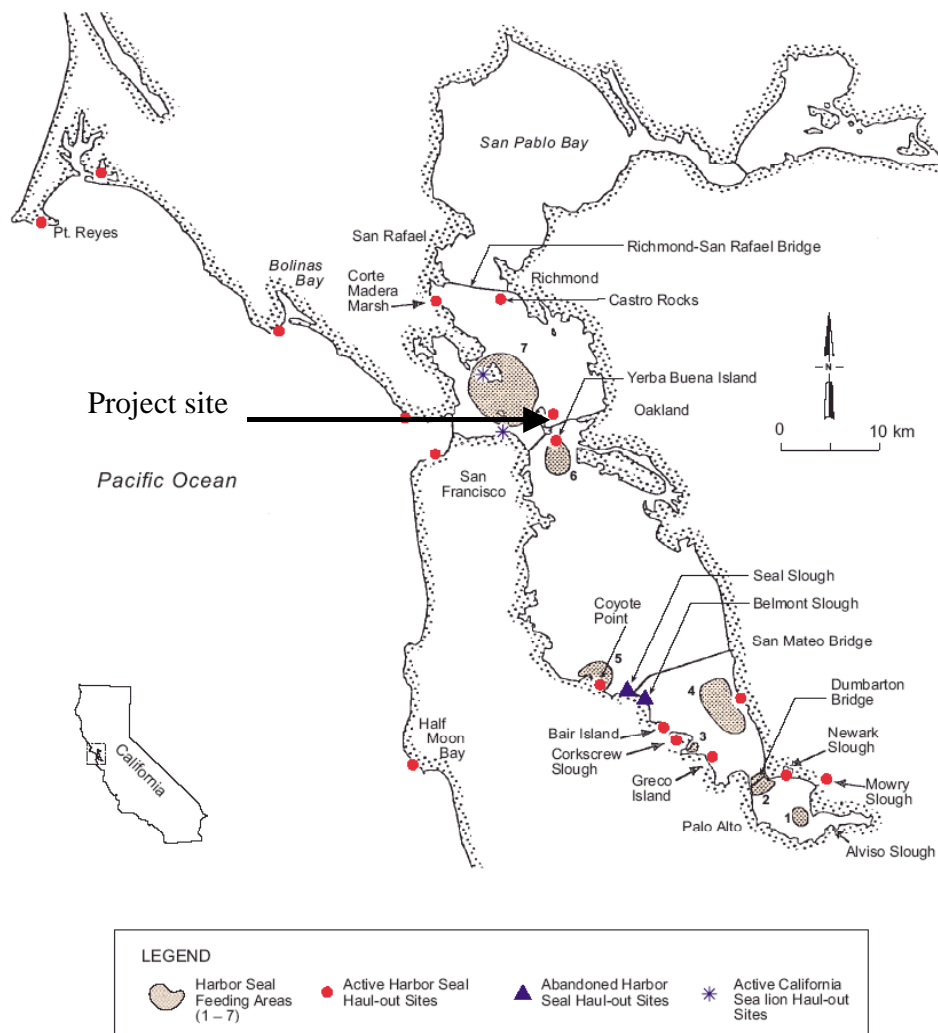 San Pablo Bay
Pt. Reyes
San Rafael
Richmond-San Rafael Bridge
Bolinas
Bay
Richmond
Corte
Madera
Marsh
Castro Rocks
7
N
Yerba Buena Island
Project site
Oakland
0 10 km
Pacific Ocean
San
Francisco
6
Seal Slough
Coyote
Point
Belmont Slough
San Mateo Bridge
5
4
Dumbarton
Bridge
Half
Moon
Bay
Bair Island
3
Newark
Slough
Corkscrew
Slough
California
Greco
Island
Mowry
Slough
2
1
Palo Alto
Alviso Slough
LEGEND
Harbor Seal
Feeding Areas
(1 – 7)
Active Harbor Seal
Haul-out Sites
Abandoned Harbor
Seal Haul-out Sites
Active California
Sea lion Haul-out
Sites